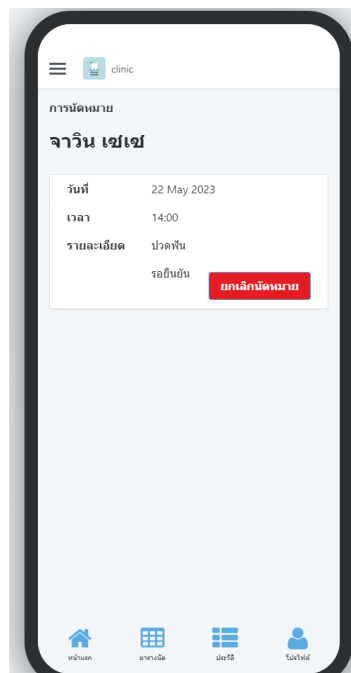 clinic
การนัดหมาย
จาวิน เซเซ
วันที่ 22 May 2023
เวลา 14:00
รายละเอียด ปวดฟัน
รอยืนยัน
ยกเลิกนัดหมาย
หน้าแรก ตารางนัด ประวัติ โปรไฟล์